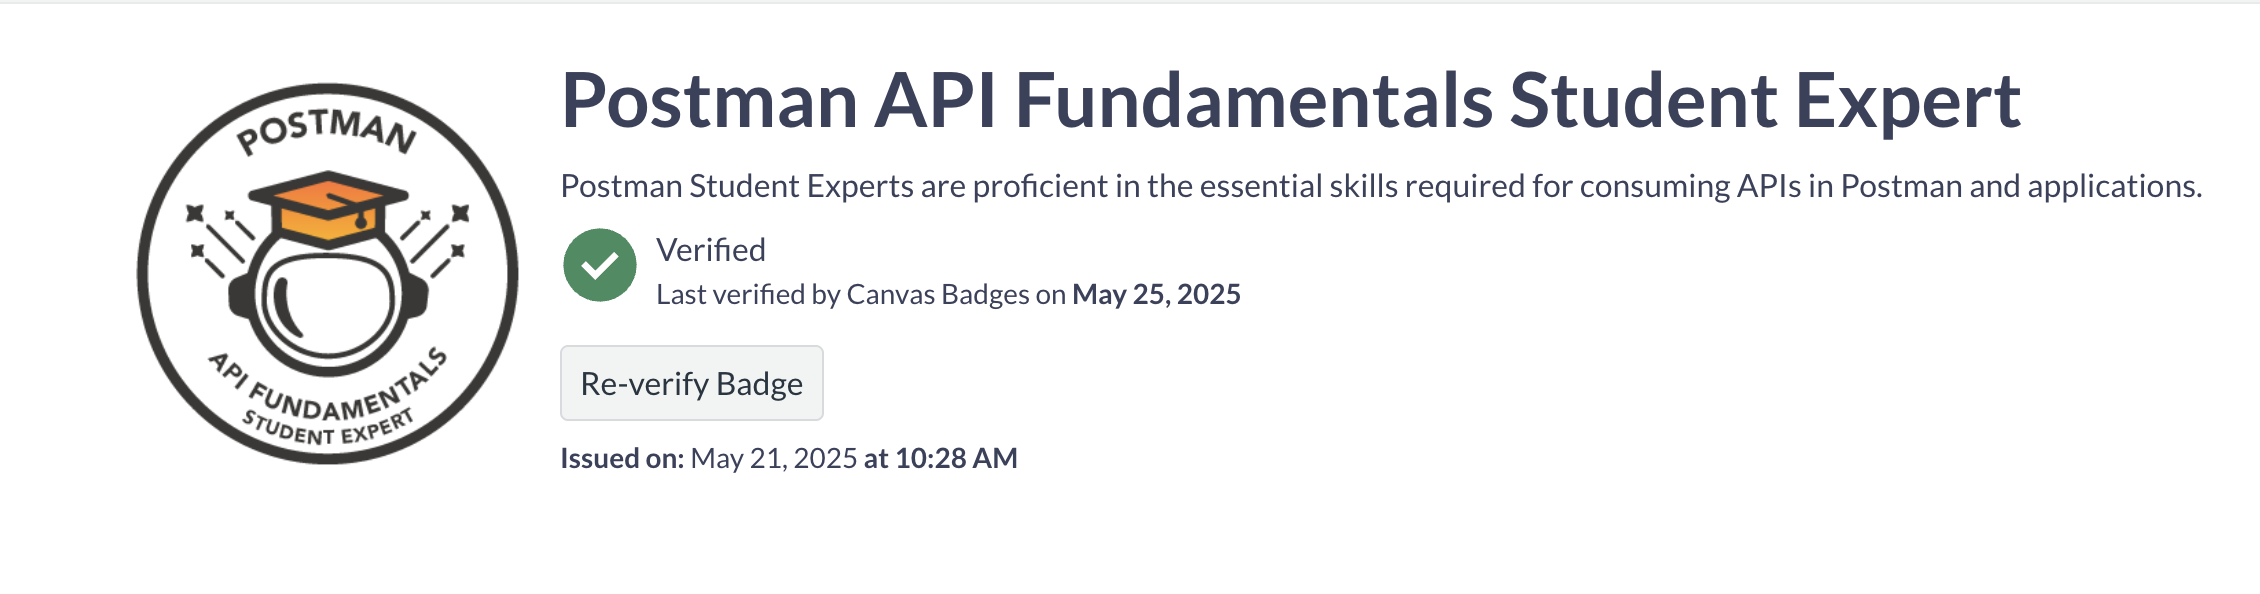 POSTMAN
API FUNDAMENTALS
STUDENT EXPERT
Postman API Fundamentals Student Expert
Postman Student Experts are proficient in the essential skills required for consuming APIs in Postman and applications.
Verified
Last verified by Canvas Badges on May 25, 2025
Re-verify Badge
Issued on: May 21, 2025 at 10:28 AM